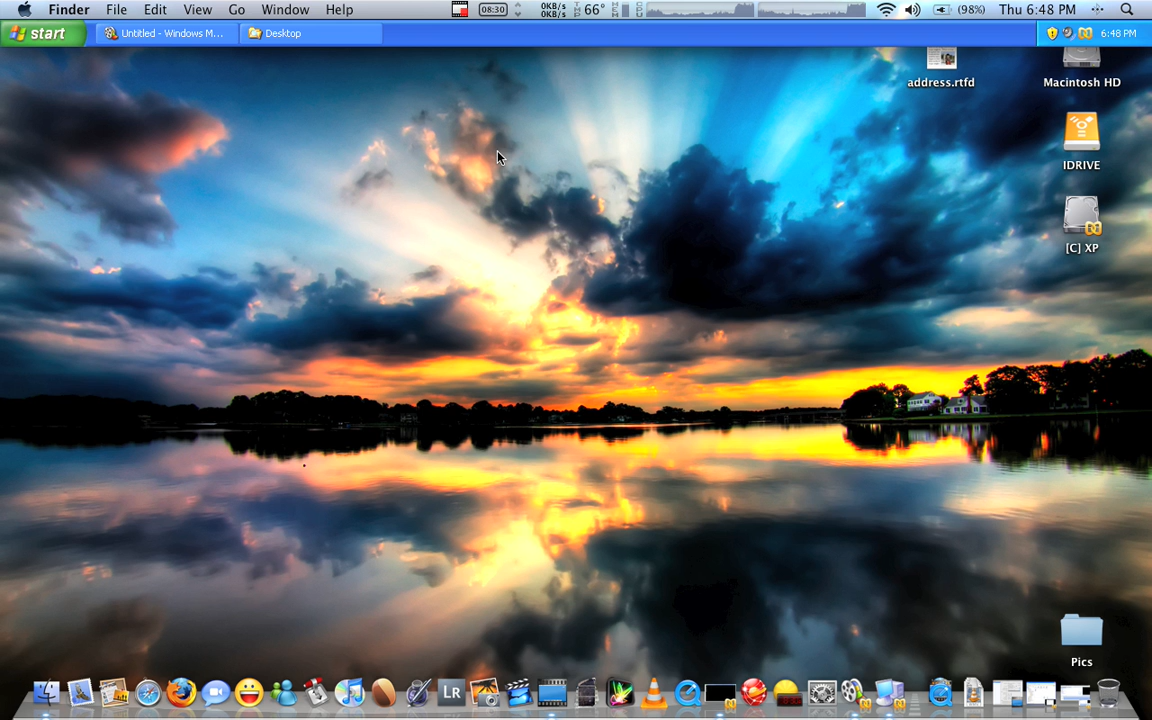 Finder File Edit View Go Window Help 08:30 0KB/S 0KB/S 66° (98%) Thu 6:48 PM
start Untitled - Windows M... Desktop 6:48 PM
address.rtfd
Macintosh HD
IDRIVE
[C] XP
Pics
Lr